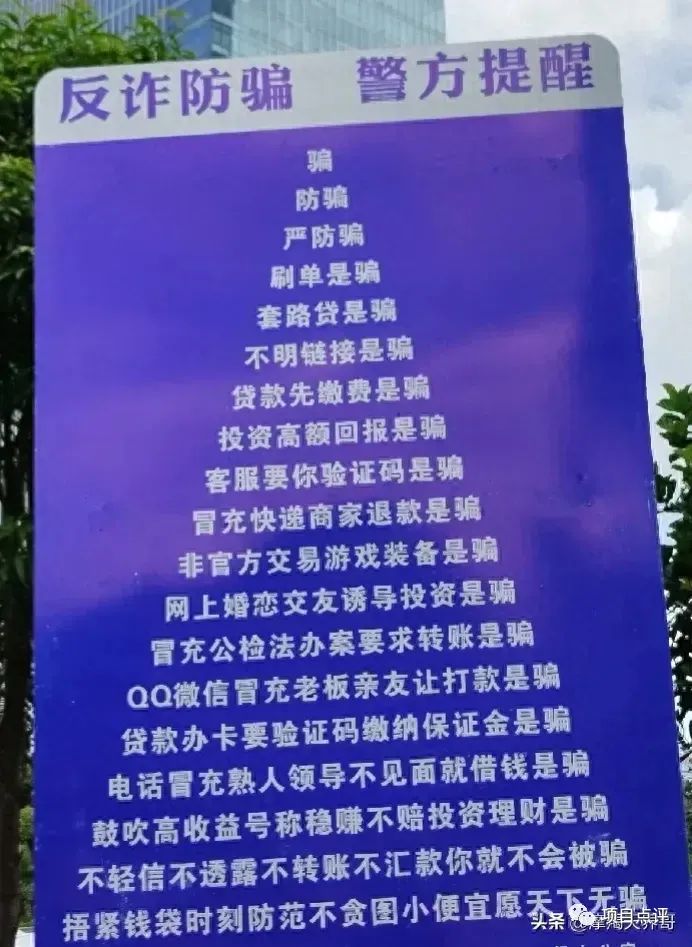 反诈防骗 警方提醒
骗
防骗
严防骗
刷单是骗
套路贷是骗
不明链接是骗
贷款先缴费是骗
投资高额回报是骗
客服要你验证码是骗
冒充快递商家退款是骗
非官方交易游戏装备是骗
网上婚恋交友诱导投资是骗
冒充公检法办案要求转账是骗
QQ微信冒充老板亲友让打款是骗
贷款办卡要验证码缴纳保证金是骗
电话冒充熟人领导不见面就借钱是骗
鼓吹高收益号称稳赚不赔投资理财是骗
不轻信不透露不转账不汇款你就不会被骗
捂紧钱袋时刻防范不贪图小便宜愿天下无骗
头条
项目点评